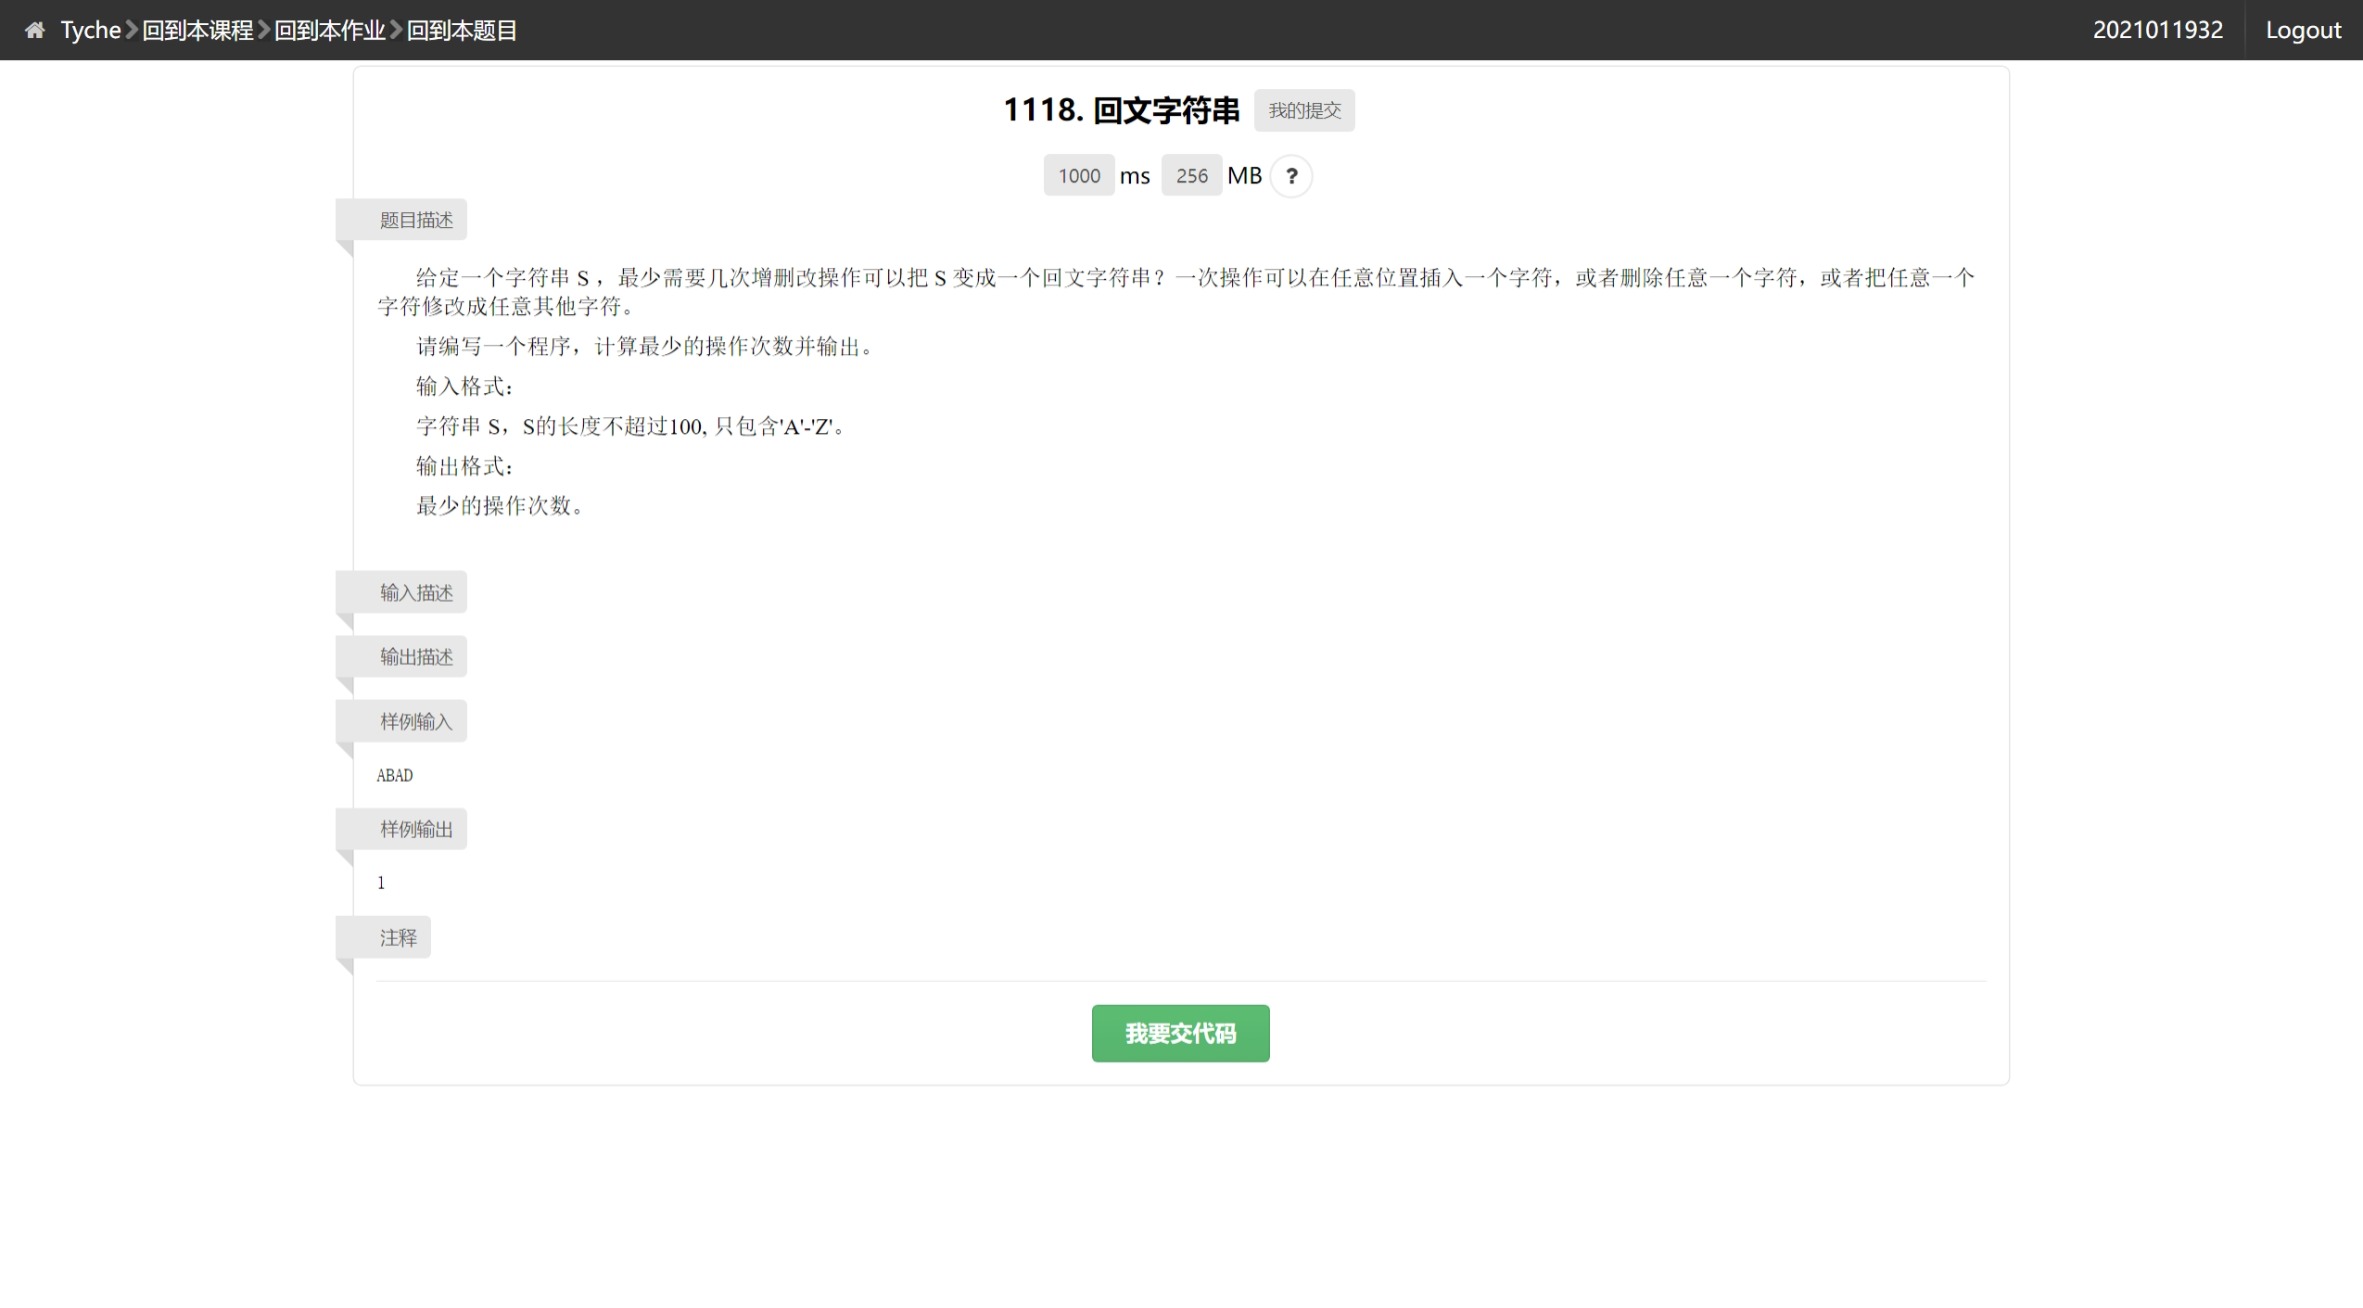 Tyche 回到本课程 回到本作业 回到本题目 2021011932 Logout
1118. 回文字符串 我的提交
1000 ms 256 MB ?
题目描述
给定一个字符串 S ，最少需要几次增删改操作可以把 S 变成一个回文字符串？一次操作可以在任意位置插入一个字符，或者删除任意一个字符，或者把任意一个
字符修改成任意其他字符。
请编写一个程序，计算最少的操作次数并输出。
输入格式：
字符串 S，S的长度不超过100, 只包含'A'-'Z'。
输出格式：
最少的操作次数。
输入描述
输出描述
样例输入
ABAD
样例输出
1
注释
我要交代码